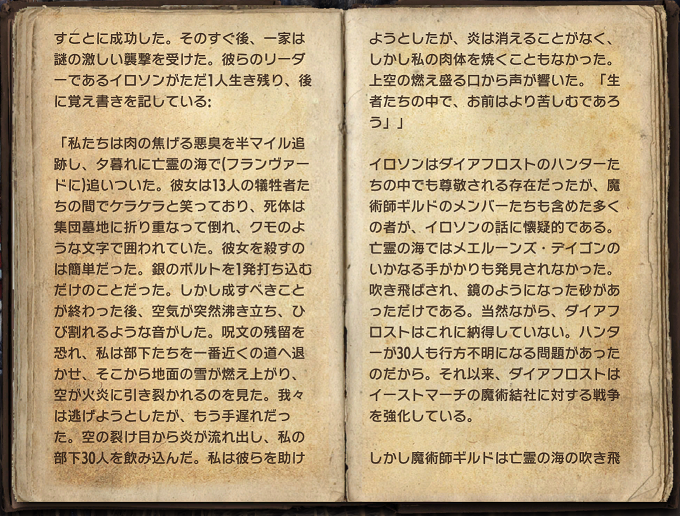 すことに成功した。そのすぐ後、一家は
謎の激しい襲撃を受けた。彼らのリーダ
ーであるイロソンがただ1人生き残り、後
に覚え書きを記している:
「私たちは肉の焦げる悪臭を半マイル追
跡し、夕暮れに亡霊の海で(フランヴァー
ドに)追いついた。彼女は13人の犠牲者た
ちの間でケラケラと笑っており、死体は
集団墓地に折り重なって倒れ、クモのよ
うな文字で囲われていた。彼女を殺すの
は簡単だった。銀のボルトを1発打ち込む
だけのことだった。しかし成すべきこと
が終わった後、空気が突然沸き立ち、ひ
び割れるような音がした。呪文の残留を
恐れ、私は部下たちを一番近くの道へ退
かせ、そこから地面の雪が燃え上がり、
空が火炎に引き裂かれるのを見た。我々
は逃げようとしたが、もう手遅れだっ
た。空の裂け目から炎が流れ出し、私の
部下30人を飲み込んだ。私は彼らを助け
ようとしたが、炎は消えることがなく、
しかし私の肉体を焼くこともなかった。
上空の燃え盛る口から声が響いた。「生
者たちの中で、お前はより苦しむであろ
う」」
イロソンはダイアフロストのハンターた
ちの中でも尊敬される存在だったが、魔
術師ギルドのメンバーたちも含めた多く
の者が、イロソンの話に懐疑的である。
亡霊の海ではメエルーンズ・デイゴンの
いかなる手がかりも発見されなかった。
吹き飛ばされ、鏡のようになった砂があ
っただけである。当然ながら、ダイアフ
ロストはこれに納得していない。ハンタ
ーが30人も行方不明になる問題があった
のだから。それ以来、ダイアフロストは
イーストマーチの魔術結社に対する戦争
を強化している。
しかし魔術師ギルドは亡霊の海の吹き飛